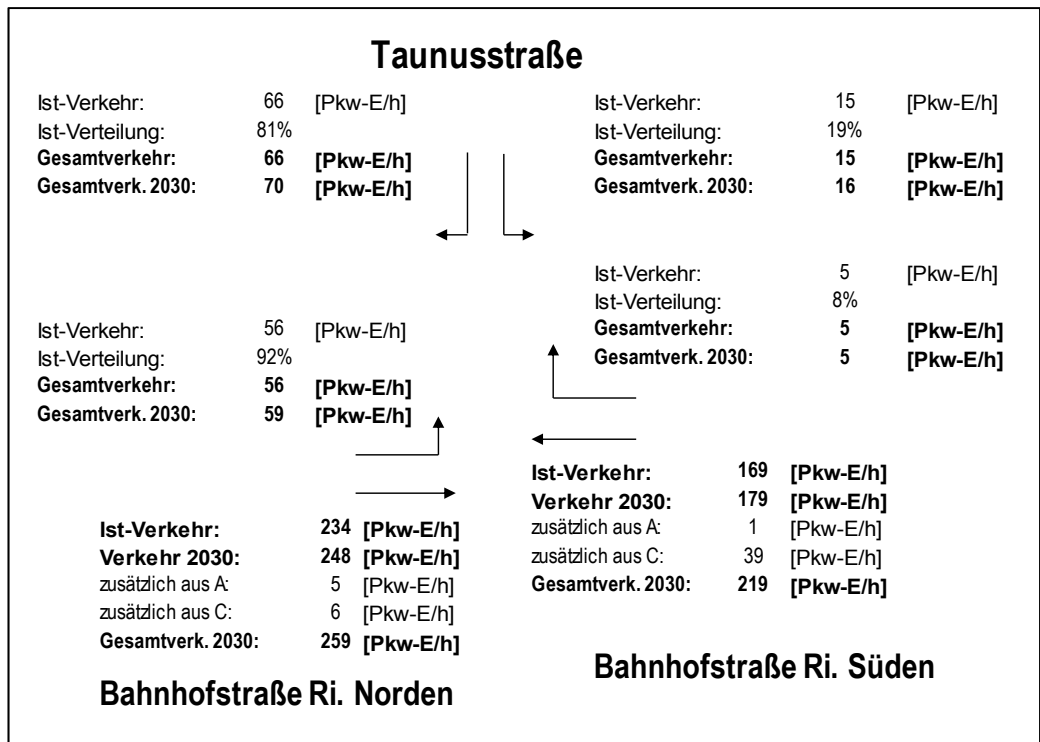 Taunusstraße
Ist-Verkehr: 66 [Pkw-E/h]
Ist-Verteilung: 81%
Gesamtverkehr: 66 [Pkw-E/h]
Gesamtverk. 2030: 70 [Pkw-E/h]
Ist-Verkehr: 15 [Pkw-E/h]
Ist-Verteilung: 19%
Gesamtverkehr: 15 [Pkw-E/h]
Gesamtverk. 2030: 16 [Pkw-E/h]
Ist-Verkehr: 5 [Pkw-E/h]
Ist-Verteilung: 8%
Gesamtverkehr: 5 [Pkw-E/h]
Gesamtverk. 2030: 5 [Pkw-E/h]
Ist-Verkehr: 56 [Pkw-E/h]
Ist-Verteilung: 92%
Gesamtverkehr: 56 [Pkw-E/h]
Gesamtverk. 2030: 59 [Pkw-E/h]
Ist-Verkehr: 169 [Pkw-E/h]
Verkehr 2030: 179 [Pkw-E/h]
zusätzlich aus A: 1 [Pkw-E/h]
zusätzlich aus C: 39 [Pkw-E/h]
Gesamtverk. 2030: 219 [Pkw-E/h]
Ist-Verkehr: 234 [Pkw-E/h]
Verkehr 2030: 248 [Pkw-E/h]
zusätzlich aus A: 5 [Pkw-E/h]
zusätzlich aus C: 6 [Pkw-E/h]
Gesamtverk. 2030: 259 [Pkw-E/h]
Bahnhofstraße Ri. Süden
Bahnhofstraße Ri. Norden